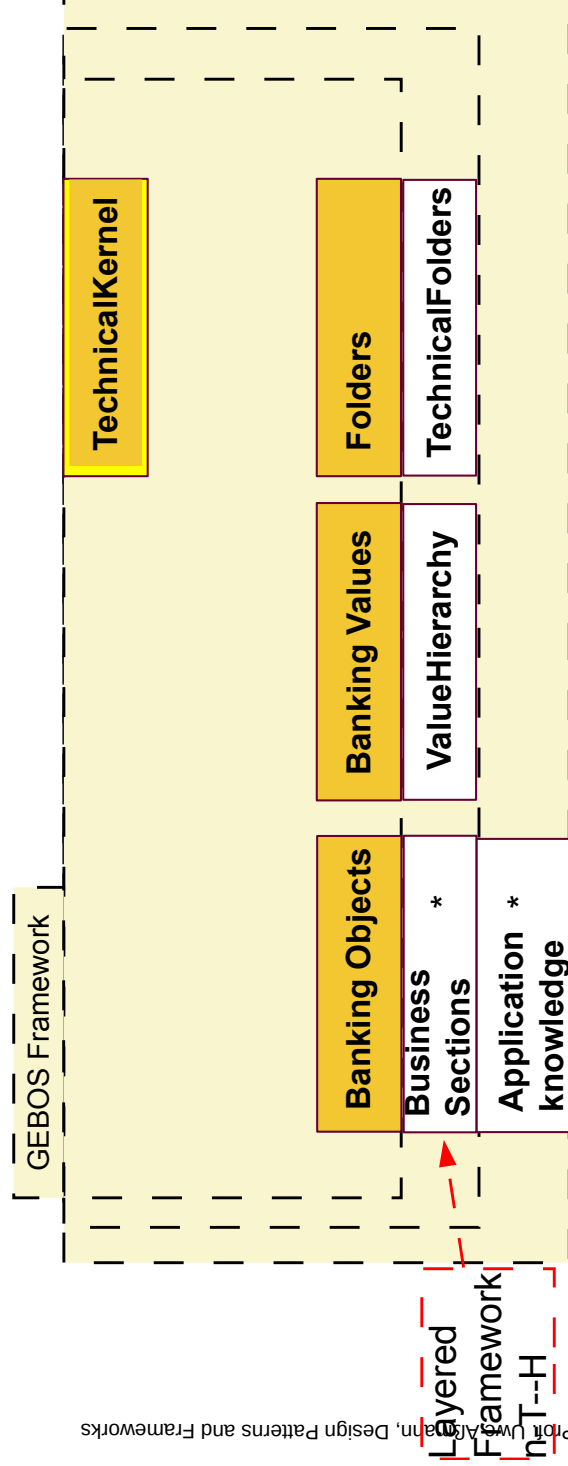 GEBOS Framework
TechnicalKernel
Banking Objects
Banking Values
Folders
Business *
Sections
ValueHierarchy
TechnicalFolders
Application *
knowledge
Layered
Framework
n-T--H
Prof. Uwe Aßmann, Design Patterns and Frameworks